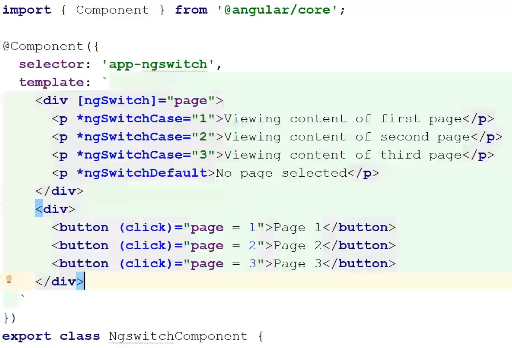 import { Component } from '@angular/core';
@Component({
  selector: 'app-ngswitch',
  template: `
    <div [ngSwitch]="page">
      <p *ngSwitchCase="1">Viewing content of first page</p>
      <p *ngSwitchCase="2">Viewing content of second page</p>
      <p *ngSwitchCase="3">Viewing content of third page</p>
      <p *ngSwitchDefault>No page selected</p>
    </div>
    <div>
      <button (click)="page = 1">Page 1</button>
      <button (click)="page = 2">Page 2</button>
      <button (click)="page = 3">Page 3</button>
    </div>
  `
})
export class NgswitchComponent {